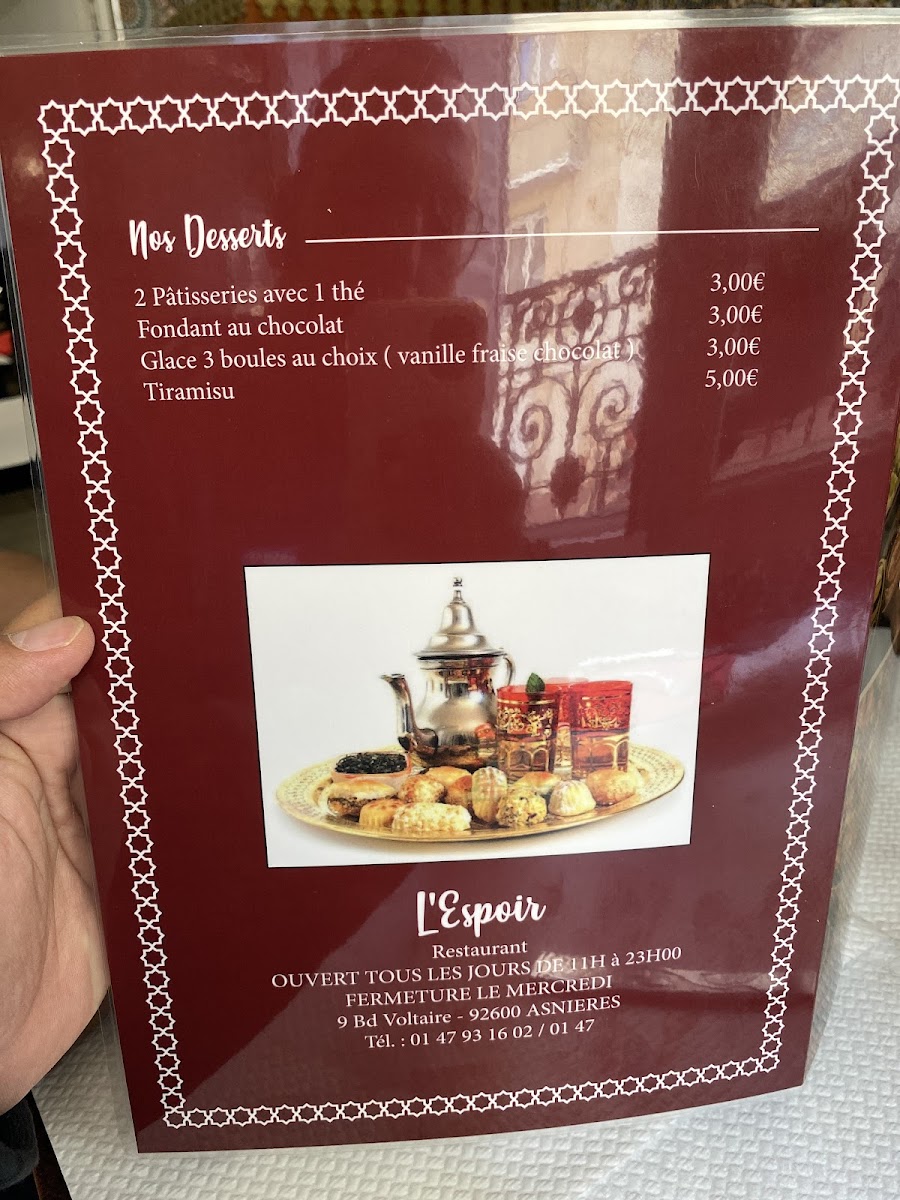 Nos Desserts
2 Pâtisseries avec 1 thé 3,00€
Fondant au chocolat 3,00€
Glace 3 boules au choix ( vanille fraise chocolat ) 3,00€
Tiramisu 5,00€
L'Espoir
Restaurant
OUVERT TOUS LES JOURS DE 11H à 23H00
FERMETURE LE MERCREDI
9 Bd Voltaire - 92600 ASNIERES
Tél. : 01 47 93 16 02 / 01 47